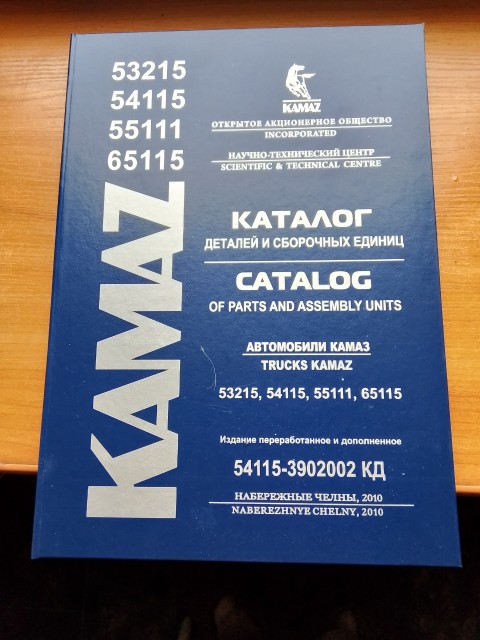 53215
54115
55111
65115
KAMAZ
KAMAZ
ОТКРЫТОЕ АКЦИОНЕРНОЕ ОБЩЕСТВО
INCORPORATED
НАУЧНО-ТЕХНИЧЕСКИЙ ЦЕНТР
SCIENTIFIC & TECHNICAL CENTRE
КАТАЛОГ
ДЕТАЛЕЙ И СБОРОЧНЫХ ЕДИНИЦ
CATALOG
OF PARTS AND ASSEMBLY UNITS
АВТОМОБИЛИ КАМАЗ
TRUCKS KAMAZ
53215, 54115, 55111, 65115
Издание переработанное и дополненное
54115-3902002 КД
НАБЕРЕЖНЫЕ ЧЕЛНЫ, 2010
NABEREZHNYE CHELNY, 2010